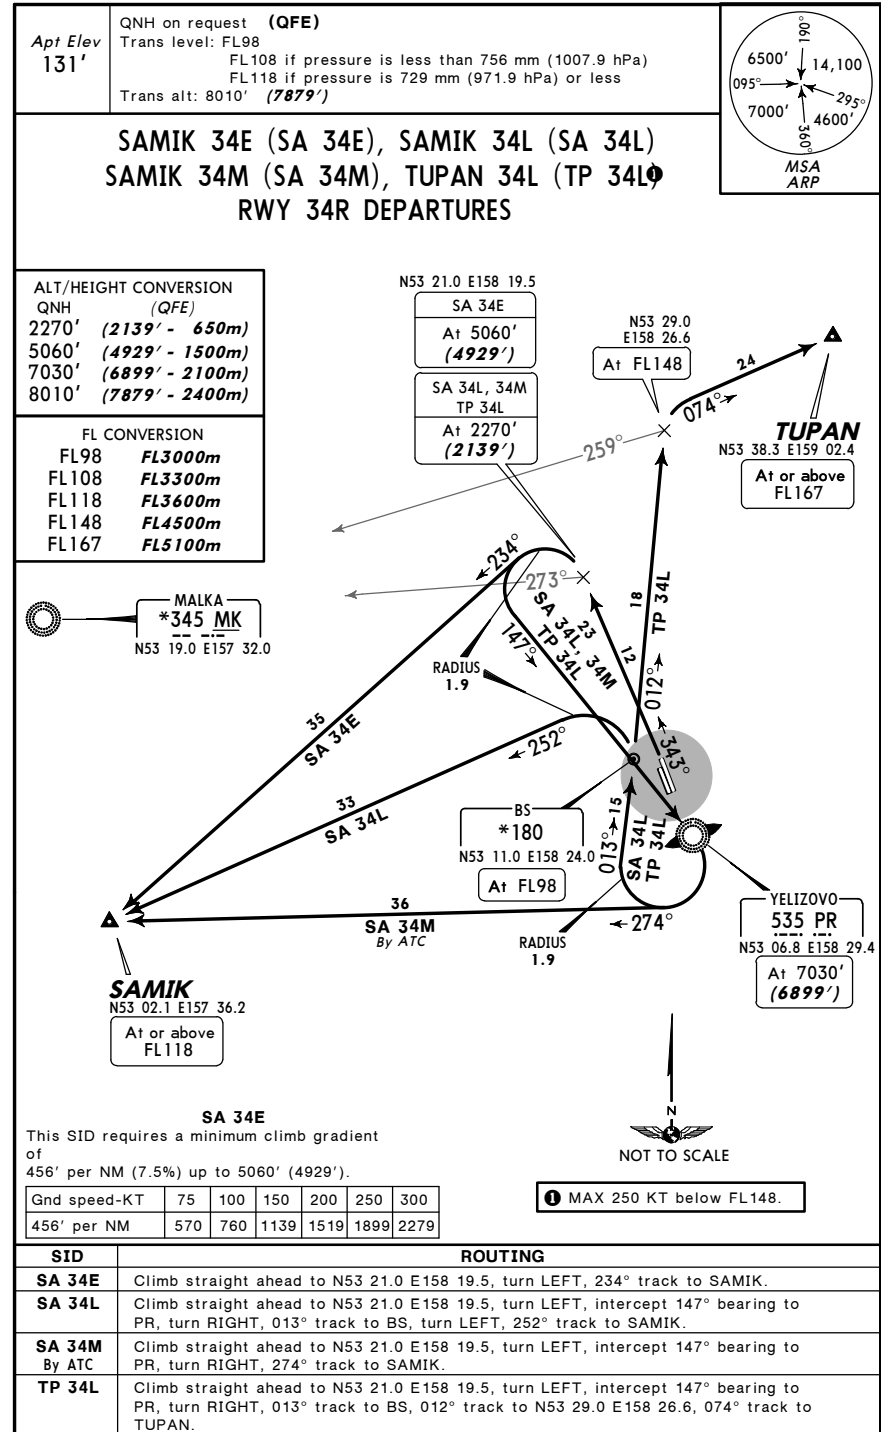 Apt Elev
131'
QNH on request (QFE)
Trans level: FL98
FL108 if pressure is less than 756 mm (1007.9 hPa)
FL118 if pressure is 729 mm (971.9 hPa) or less
Trans alt: 8010' (7879')
190°
6500'
14,100
095°
295°
7000'
4600'
360°
MSA
ARP
SAMIK 34E (SA 34E), SAMIK 34L (SA 34L)
SAMIK 34M (SA 34M), TUPAN 34L (TP 34L) ❶
RWY 34R DEPARTURES
ALT/HEIGHT CONVERSION
QNH (QFE)
2270' (2139' - 650m)
5060' (4929' - 1500m)
7030' (6899' - 2100m)
8010' (7879' - 2400m)
FL CONVERSION
FL98 FL3000m
FL108 FL3300m
FL118 FL3600m
FL148 FL4500m
FL167 FL5100m
N53 21.0 E158 19.5
SA 34E
At 5060'
(4929')
SA 34L, 34M
TP 34L
At 2270'
(2139')
N53 29.0
E158 26.6
At FL148
24
074°
TUPAN
N53 38.3 E159 02.4
At or above
FL167
259°
234°
273°
MALKA
*345 MK
N53 19.0 E157 32.0
SA 34L, 34M
TP 34L
23
147°
12
18
TP 34L
012°
343°
RADIUS
1.9
35
SA 34E
252°
33
SA 34L
BS
*180
N53 11.0 E158 24.0
At FL98
013°
15
SA 34L
TP 34L
36
SA 34M
By ATC
274°
RADIUS
1.9
YELIZOVO
535 PR
N53 06.8 E158 29.4
At 7030'
(6899')
SAMIK
N53 02.1 E157 36.2
At or above
FL118
N
NOT TO SCALE
SA 34E
This SID requires a minimum climb gradient
of
456' per NM (7.5%) up to 5060' (4929').
Gnd speed-KT 75 100 150 200 250 300
456' per NM 570 760 1139 1519 1899 2279
❶ MAX 250 KT below FL148.
SID ROUTING
SA 34E Climb straight ahead to N53 21.0 E158 19.5, turn LEFT, 234° track to SAMIK.
SA 34L Climb straight ahead to N53 21.0 E158 19.5, turn LEFT, intercept 147° bearing to
PR, turn RIGHT, 013° track to BS, turn LEFT, 252° track to SAMIK.
SA 34M Climb straight ahead to N53 21.0 E158 19.5, turn LEFT, intercept 147° bearing to
By ATC PR, turn RIGHT, 274° track to SAMIK.
TP 34L Climb straight ahead to N53 21.0 E158 19.5, turn LEFT, intercept 147° bearing to
PR, turn RIGHT, 013° track to BS, 012° track to N53 29.0 E158 26.6, 074° track to
TUPAN.